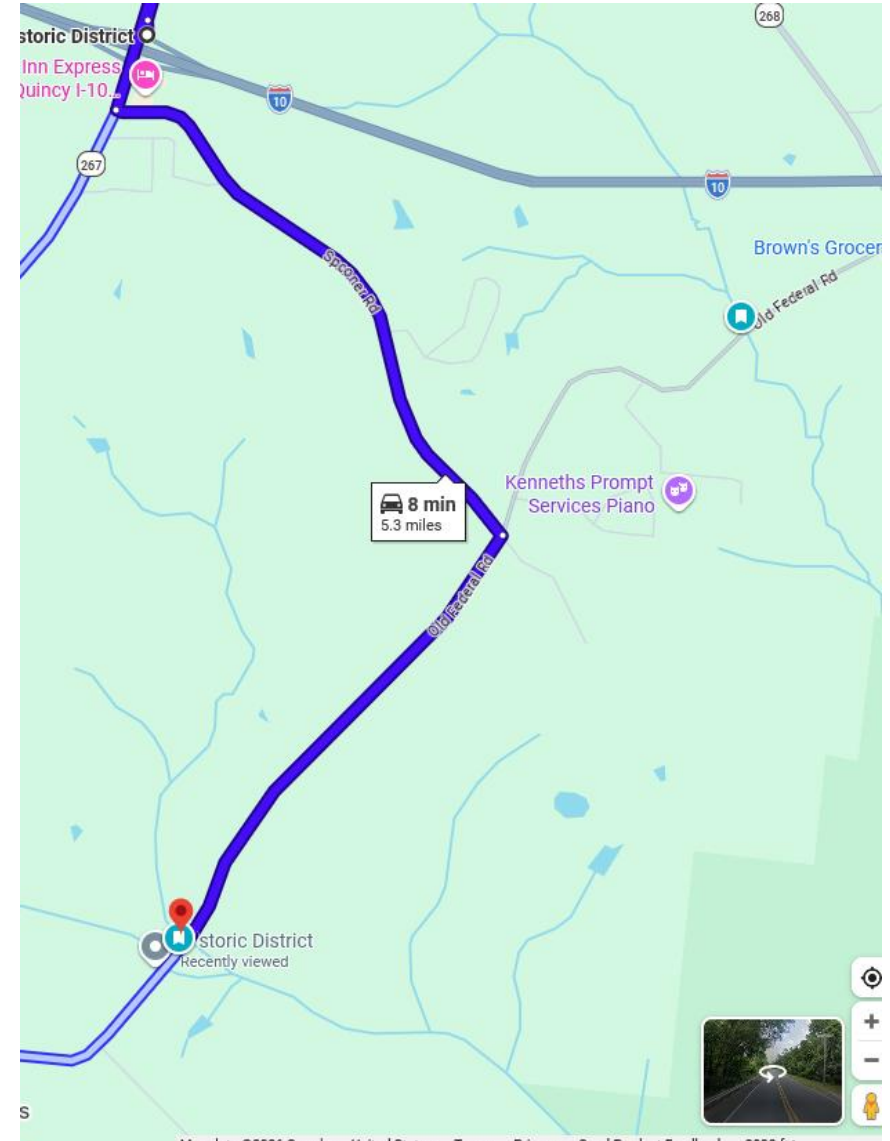 storic District
Inn Express
Quincy I-10...
268
10
267
10
Brown's Grocer
Spooner Rd
Old Federal Rd
Kenneths Prompt
Services Piano
8 min
5.3 miles
Old Federal Rd
storic District
Recently viewed
s